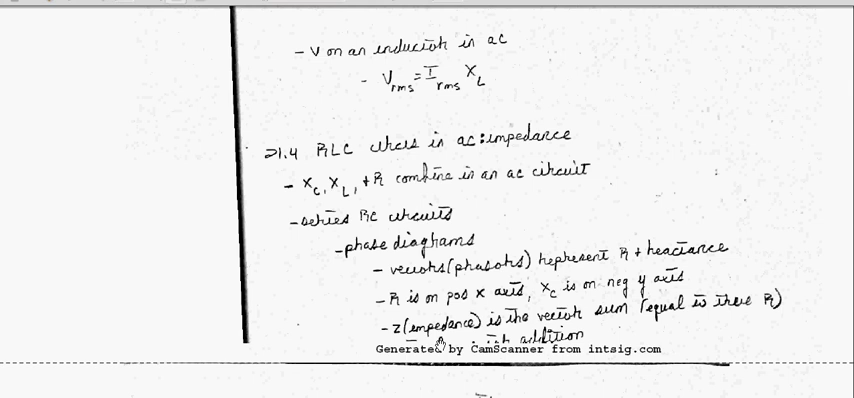 - V on an inductor in ac
- Vrms = Irms XL
21.4 RLC circs in ac: impedance
- XC, XL, + R combine in an ac circuit
- series RC circuits
- phase diagrams
- vectors (phasors) represent R + reactance
- R is on pos x axis, XC is on neg y axis
- Z (impedance) is the vector sum (equal to there R)
addition
Generated by CamScanner from intsig.com